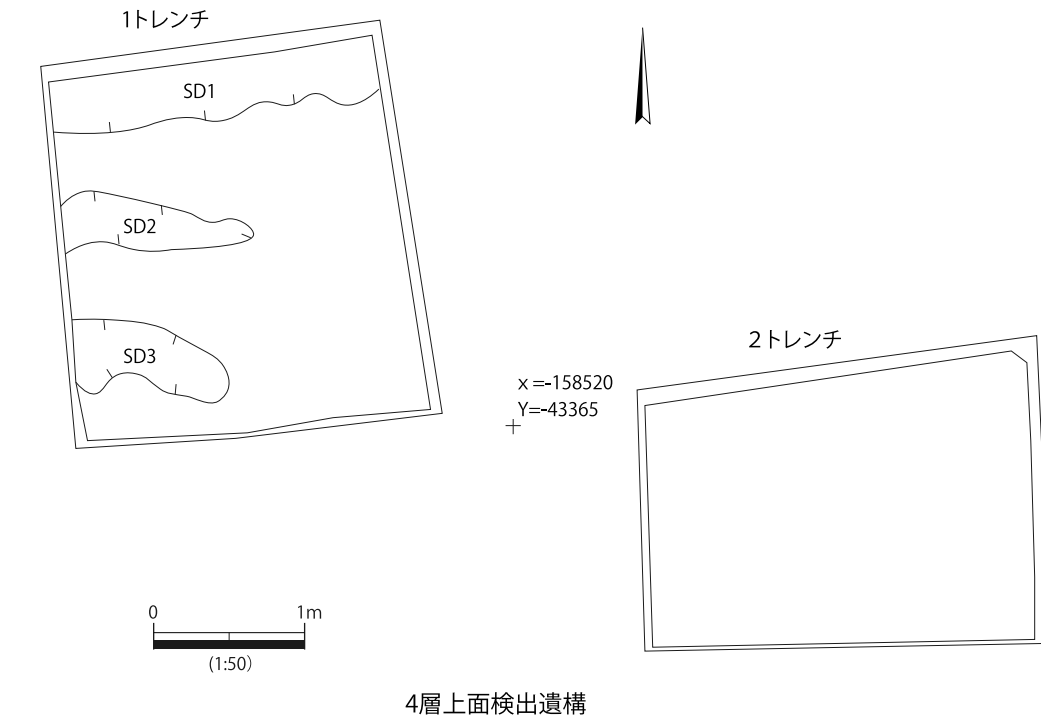 1トレンチ
SD1
SD2
SD3
2トレンチ
x =-158520
Y=-43365
0 1m
(1:50)
4層上面検出遺構